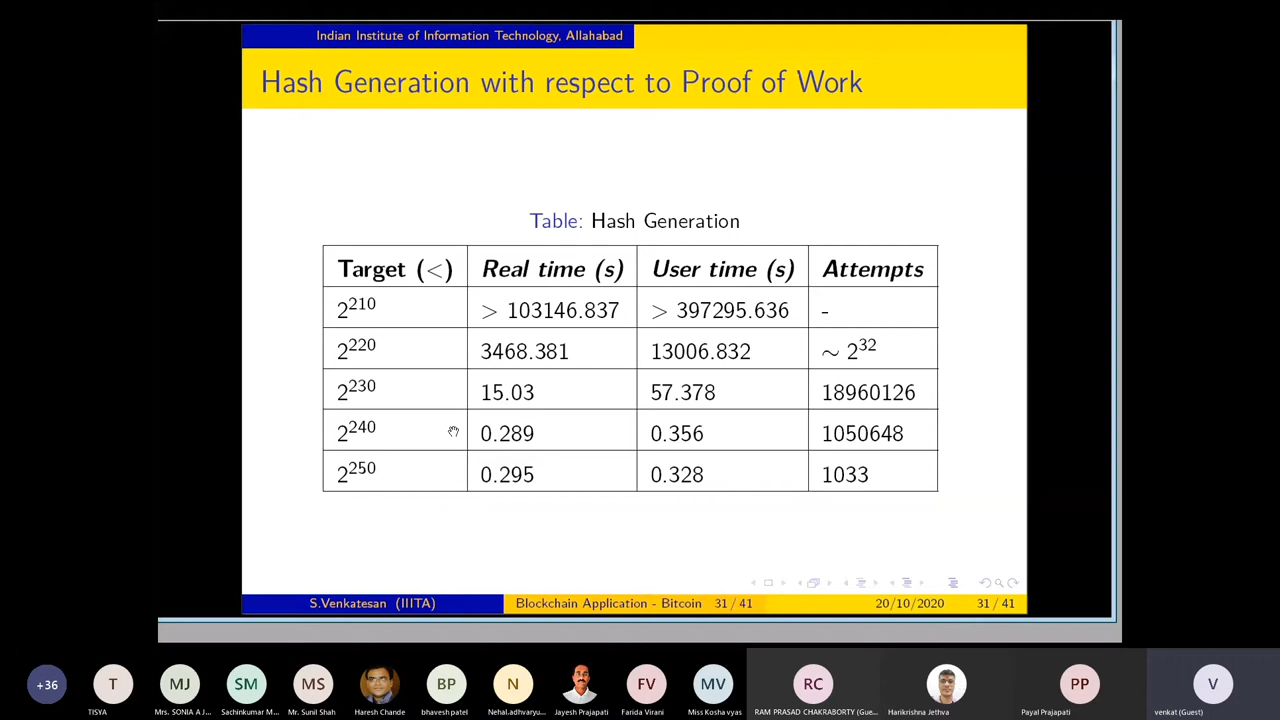 Indian Institute of Information Technology, Allahabad
Hash Generation with respect to Proof of Work
Table: Hash Generation
Target (<) Real time (s) User time (s) Attempts
2^210 > 103146.837 > 397295.636 -
2^220 3468.381 13006.832 ~ 2^32
2^230 15.03 57.378 18960126
2^240 0.289 0.356 1050648
2^250 0.295 0.328 1033
S.Venkatesan (IIITA) Blockchain Application - Bitcoin 31 / 41 20/10/2020 31 / 41
+36 T MJ SM MS BP N FV MV RC PP V
TISYA Mrs. SONIA A J... Sachinkumar M... Mr. Sunil Shah Haresh Chande bhavesh patel Nehal.adhvaryu... Jayesh Prajapati Farida Virani Miss Kosha vyas RAM PRASAD CHAKRABORTY (Gue... Harikrishna Jethva Payal Prajapati venkat (Guest)